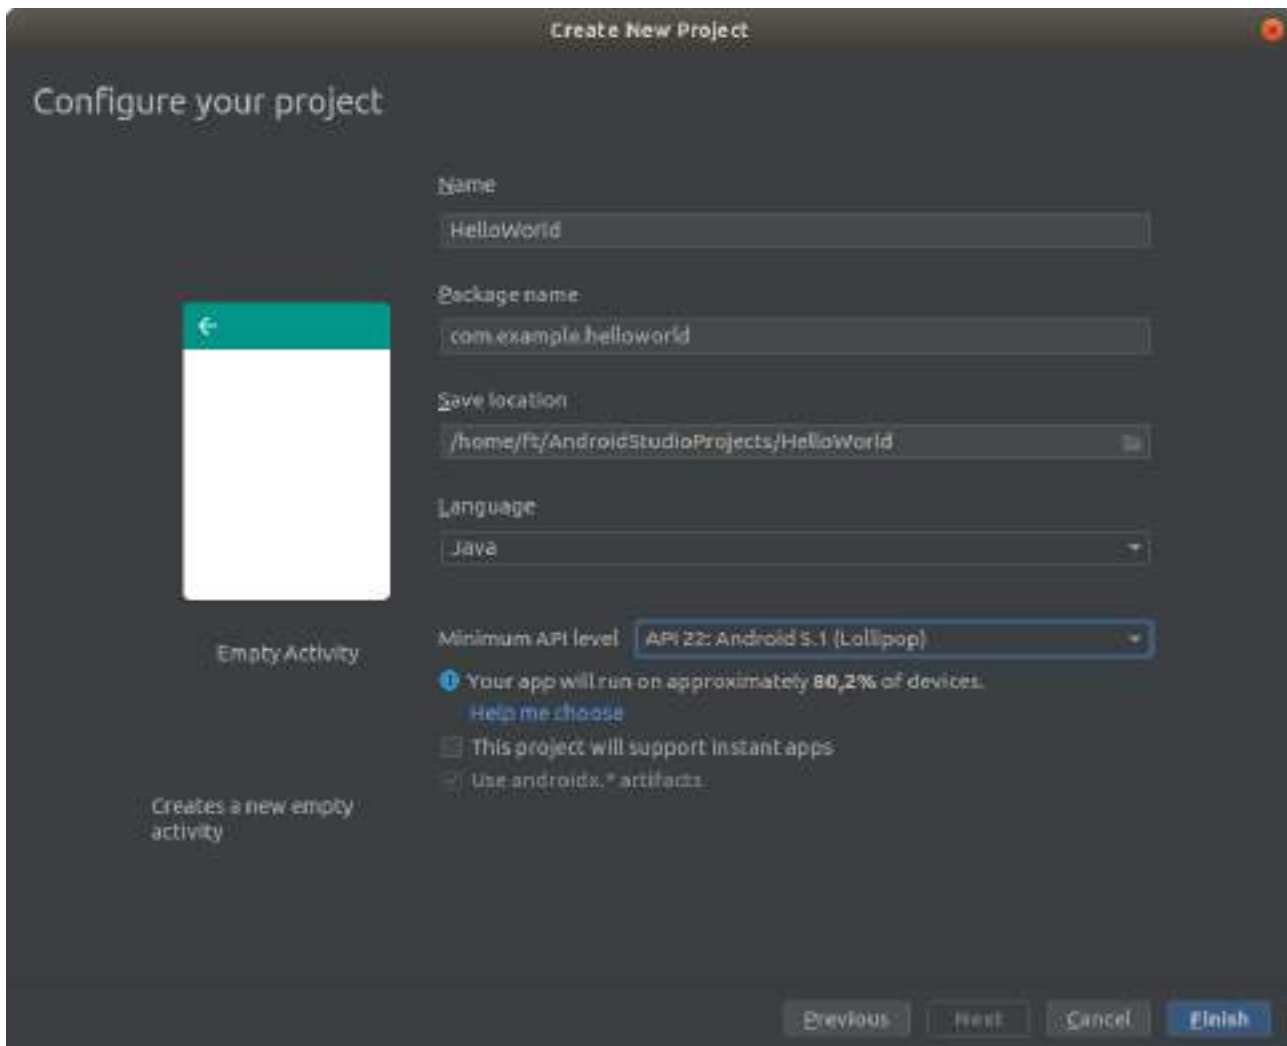 Create New Project
Configure your project
Name
HelloWorld
Package name
com.example.helloworld
Save location
/home/ft/AndroidStudioProjects/HelloWorld
Language
Java
Minimum API level API 22: Android 5.1 (Lollipop)
Empty Activity
Your app will run on approximately 80,2% of devices.
Help me choose
This project will support instant apps
Use androidx.* artifacts
Creates a new empty
activity
Previous Next Cancel Finish